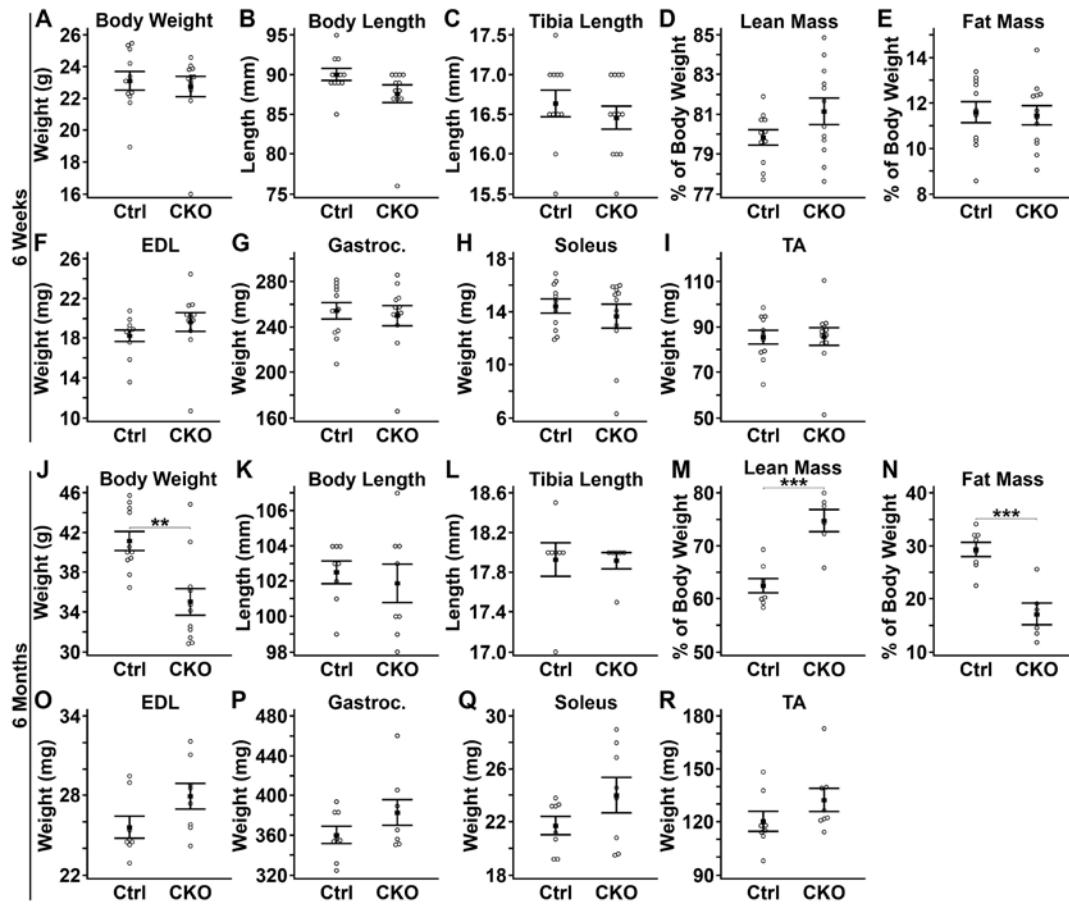 6 Weeks
A Body Weight
Weight (g)
26
24
22
20
18
16
Ctrl CKO
B Body Length
Length (mm)
95
90
85
80
75
Ctrl CKO
C Tibia Length
Length (mm)
17.5
17.0
16.5
16.0
15.5
Ctrl CKO
D Lean Mass
% of Body Weight
85
83
81
79
77
Ctrl CKO
E Fat Mass
% of Body Weight
16
14
12
10
8
Ctrl CKO
F EDL
Weight (mg)
26
22
18
14
10
Ctrl CKO
G Gastroc.
Weight (mg)
280
240
200
160
Ctrl CKO
H Soleus
Weight (mg)
18
14
10
6
Ctrl CKO
I TA
Weight (mg)
110
90
70
50
Ctrl CKO
6 Months
J Body Weight
Weight (g)
46
42
38
34
30
**
Ctrl CKO
K Body Length
Length (mm)
106
104
102
100
98
Ctrl CKO
L Tibia Length
Length (mm)
18.6
18.2
17.8
17.4
17.0
Ctrl CKO
M Lean Mass
% of Body Weight
80
70
60
50
***
Ctrl CKO
N Fat Mass
% of Body Weight
40
30
20
10
***
Ctrl CKO
O EDL
Weight (mg)
34
28
22
Ctrl CKO
P Gastroc.
Weight (mg)
480
440
400
360
320
Ctrl CKO
Q Soleus
Weight (mg)
30
26
22
18
Ctrl CKO
R TA
Weight (mg)
180
150
120
90
Ctrl CKO